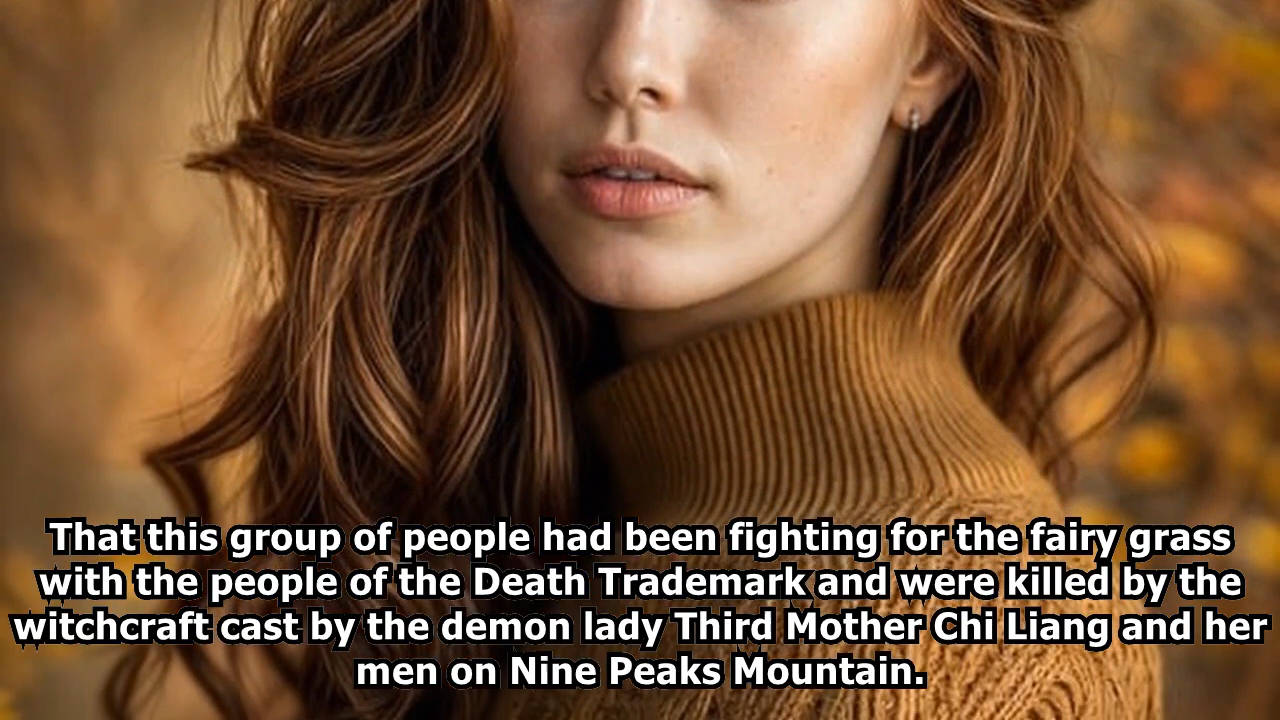 That this group of people had been fighting for the fairy grass
with the people of the Death Trademark and were killed by the
witchcraft cast by the demon lady Third Mother Chi Liang and her
men on Nine Peaks Mountain.